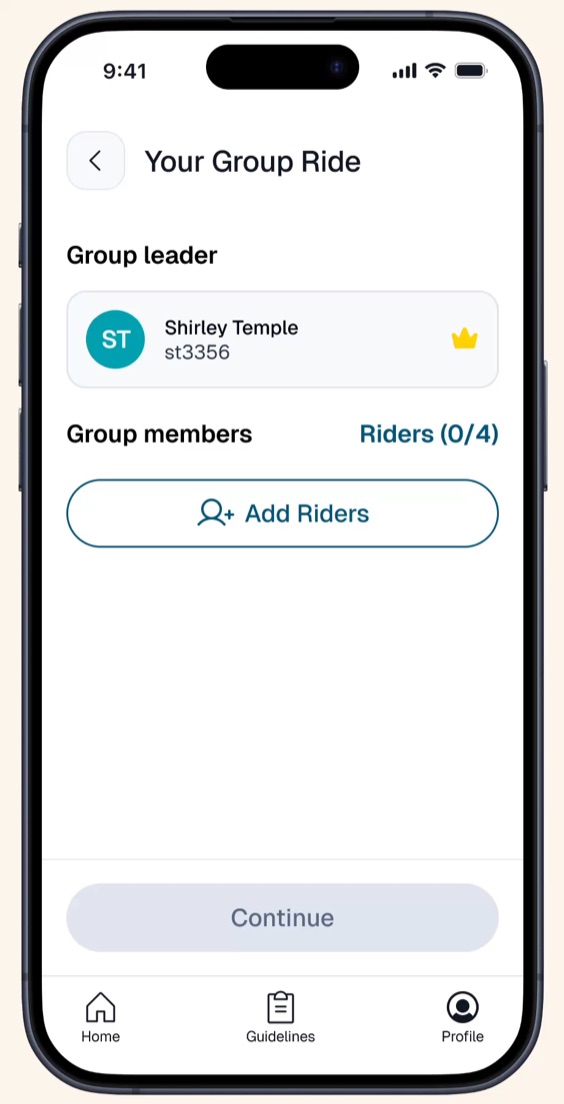 9:41
Your Group Ride
Group leader
ST
Shirley Temple
st3356
Group members
Riders (0/4)
Add Riders
Continue
Home
Guidelines
Profile